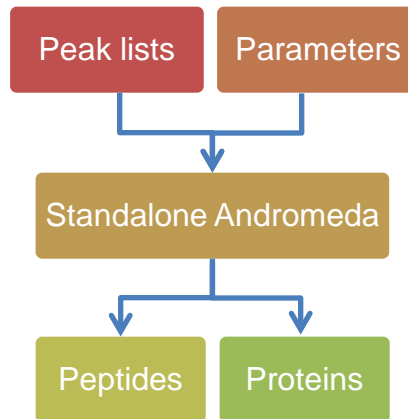 Peak lists
Parameters
Standalone Andromeda
Peptides
Proteins